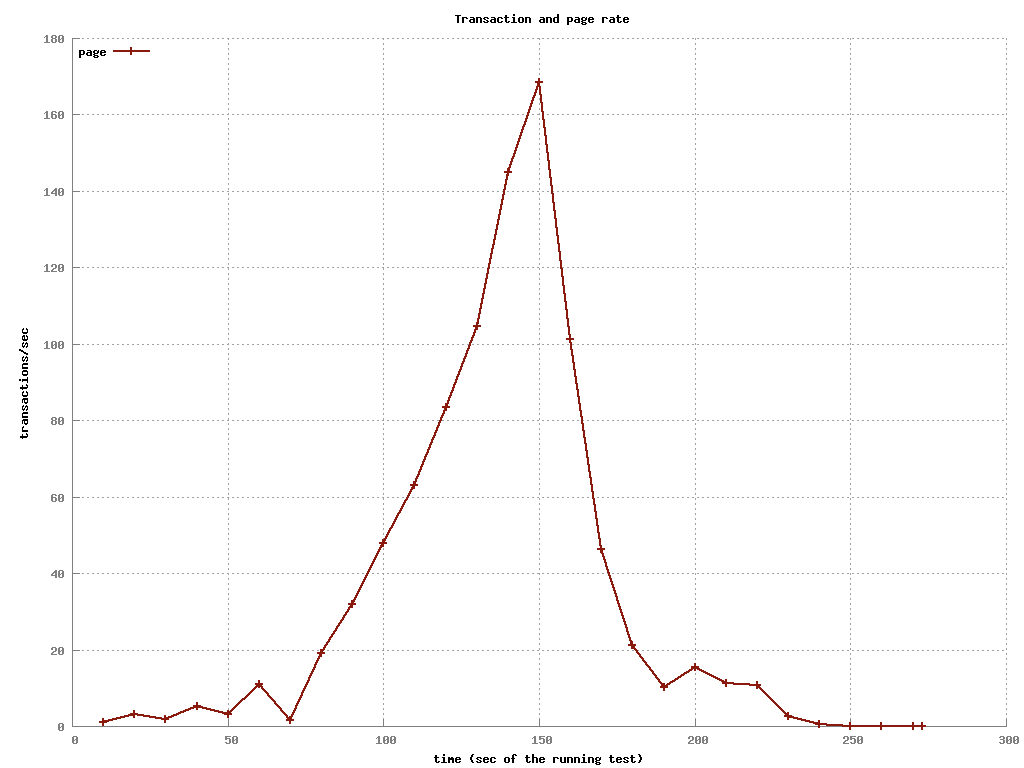 Transaction and page rate
180
page
160
140
120
100
80
60
40
20
0
transactions/sec
0 50 100 150 200 250 300
time (sec of the running test)